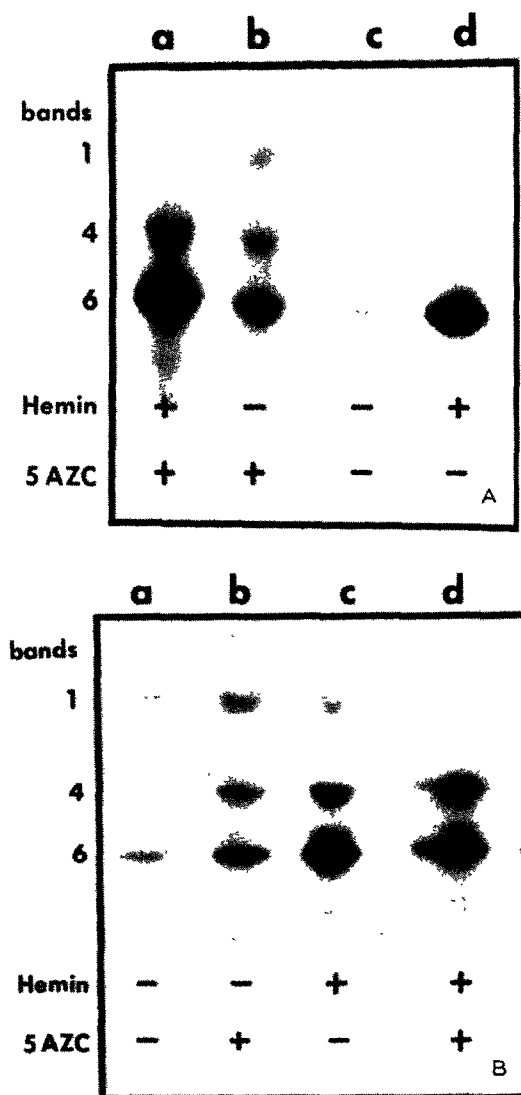 a b c d
bands
1
4
6
Hemin + - - +
5 AZC + + - -
A
a b c d
bands
1
4
6
Hemin - - + +
5 AZC - + - +
B